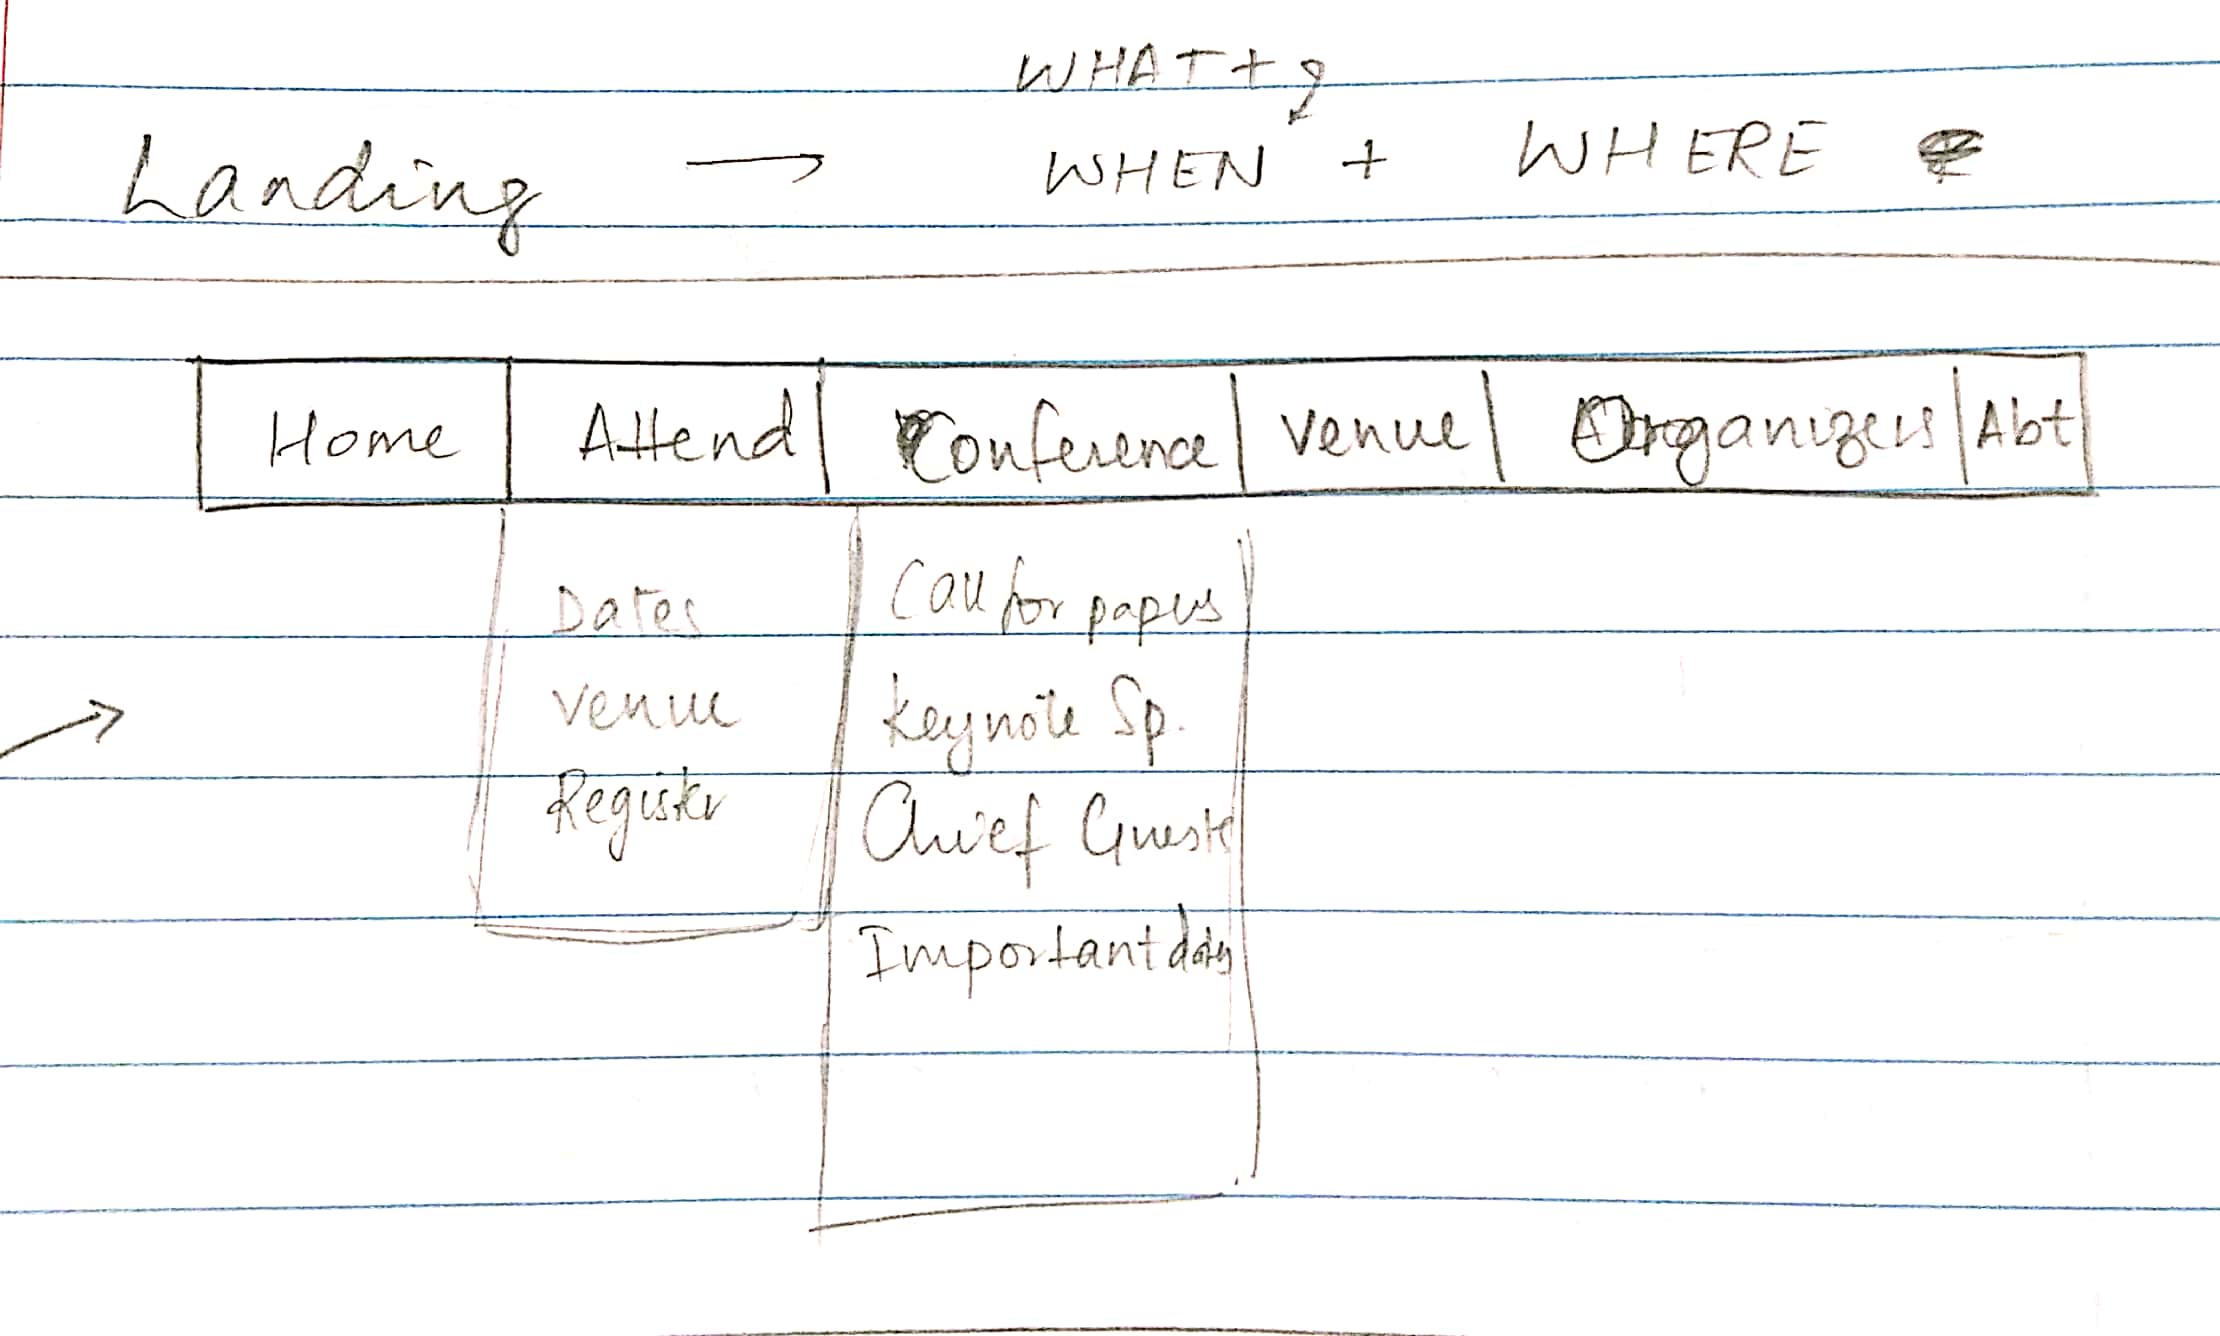 WHAT +
Landing → WHEN + WHERE
Home | Attend | Conference | Venue | Organizers | Abt
Dates
Venue
Register
Call for papers
Keynote Sp.
Chief Guests
Important dates